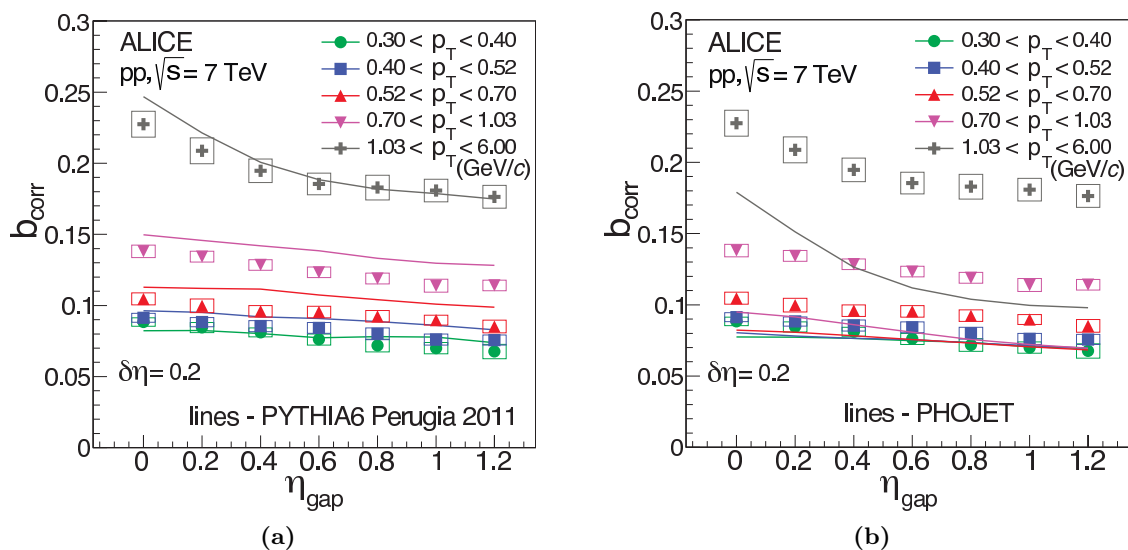 0.3
0.25
0.2
0.15
0.1
0.05
0
b_corr
ALICE
pp, √s = 7 TeV
0.30 < p_T < 0.40
0.40 < p_T < 0.52
0.52 < p_T < 0.70
0.70 < p_T < 1.03
1.03 < p_T < 6.00
(GeV/c)
δη = 0.2
lines - PYTHIA6 Perugia 2011
0 0.2 0.4 0.6 0.8 1 1.2
η_gap
(a)
0.3
0.25
0.2
0.15
0.1
0.05
0
b_corr
ALICE
pp, √s = 7 TeV
0.30 < p_T < 0.40
0.40 < p_T < 0.52
0.52 < p_T < 0.70
0.70 < p_T < 1.03
1.03 < p_T < 6.00
(GeV/c)
δη = 0.2
lines - PHOJET
0 0.2 0.4 0.6 0.8 1 1.2
η_gap
(b)